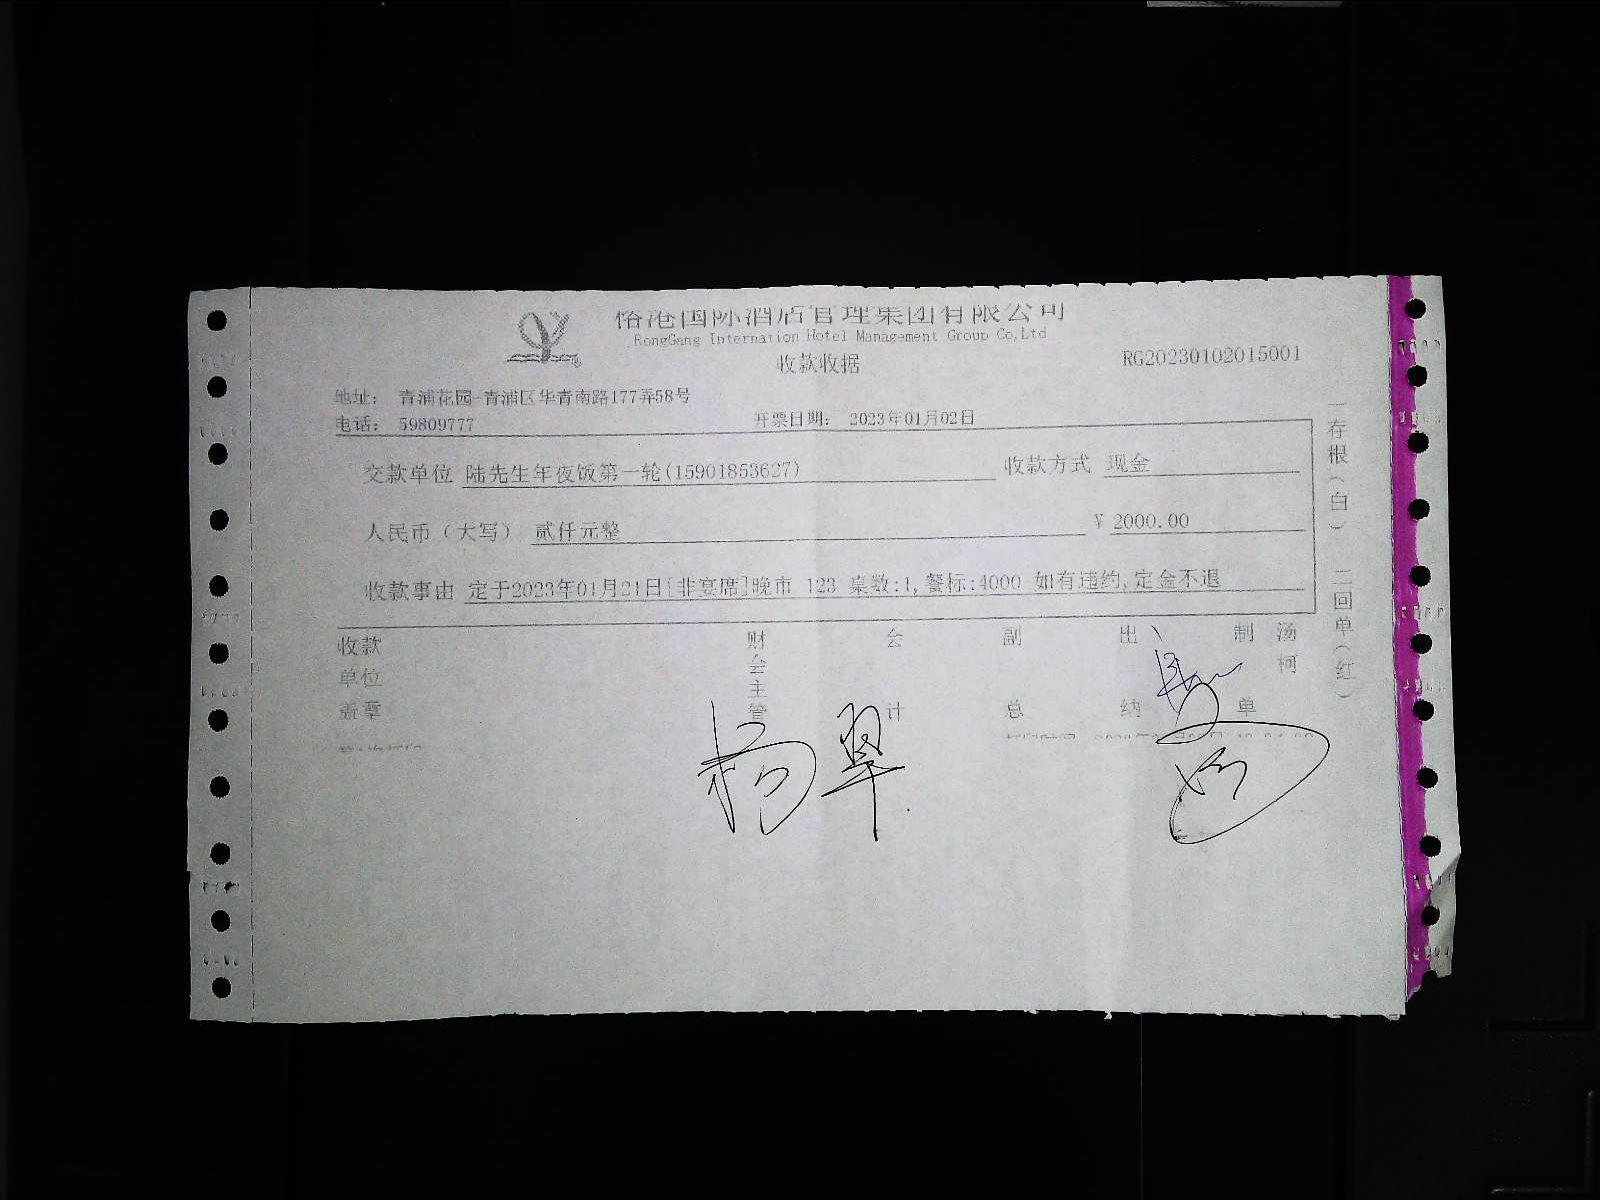 港国际酒店管理集团有限公司
RongGang Internation Hotel Management Group Co,Ltd
收款收据
RG20230102015001
地址： 青浦花园-青浦区华青南路177弄58号
电话： 59809777 开票日期： 2023年01月02日
交款单位 陆先生年夜饭第一轮(15901853627) 收款方式 现金
人民币（大写） 贰仟元整 ￥ 2000.00
收款事由 定于2023年01月21日[非宴席]晚市 123 桌数:1,餐标:4000 如有违约,定金不退
收款单位盖章 财会主管 会计 副总 出纳 制单 汤柯
一存根（白） 二回单（红）
杨翠